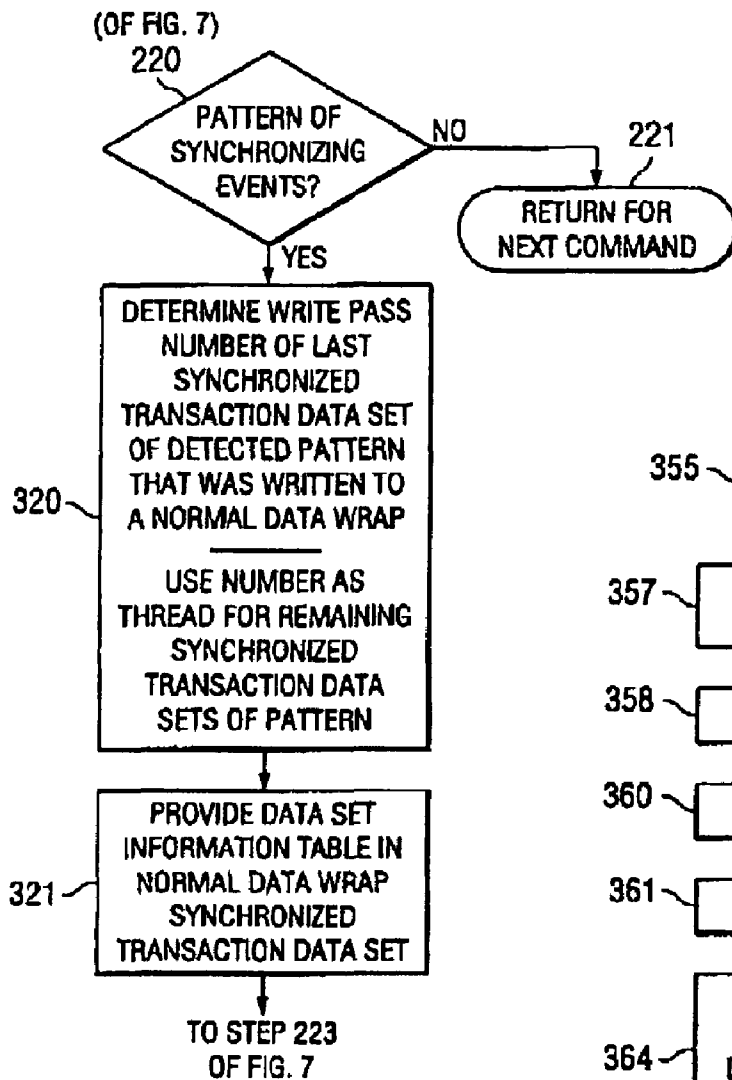 (OF FIG. 7)
220
PATTERN OF
SYNCHRONIZING
EVENTS?
NO
221
RETURN FOR
NEXT COMMAND
YES
DETERMINE WRITE PASS
NUMBER OF LAST
SYNCHRONIZED
TRANSACTION DATA SET
OF DETECTED PATTERN
THAT WAS WRITTEN TO
A NORMAL DATA WRAP
320
USE NUMBER AS
THREAD FOR REMAINING
SYNCHRONIZED
TRANSACTION DATA
SETS OF PATTERN
PROVIDE DATA SET
INFORMATION TABLE IN
NORMAL DATA WRAP
SYNCHRONIZED
TRANSACTION DATA SET
321
TO STEP 223
OF FIG. 7
355
357
358
360
361
364